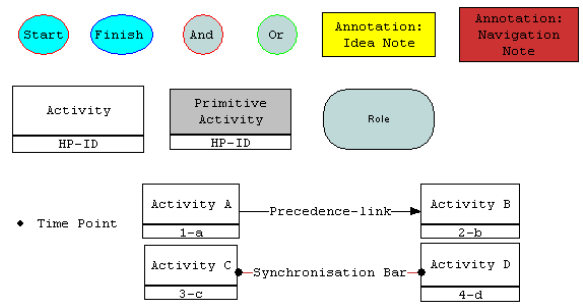 Start
Finish
And
Or
Annotation:
Idea Note
Annotation:
Navigation
Note
Activity
HP-ID
Primitive
Activity
HP-ID
Role
Time Point
Activity A
1-a
Precedence-link
Activity B
2-b
Activity C
3-c
Synchronisation Bar
Activity D
4-d